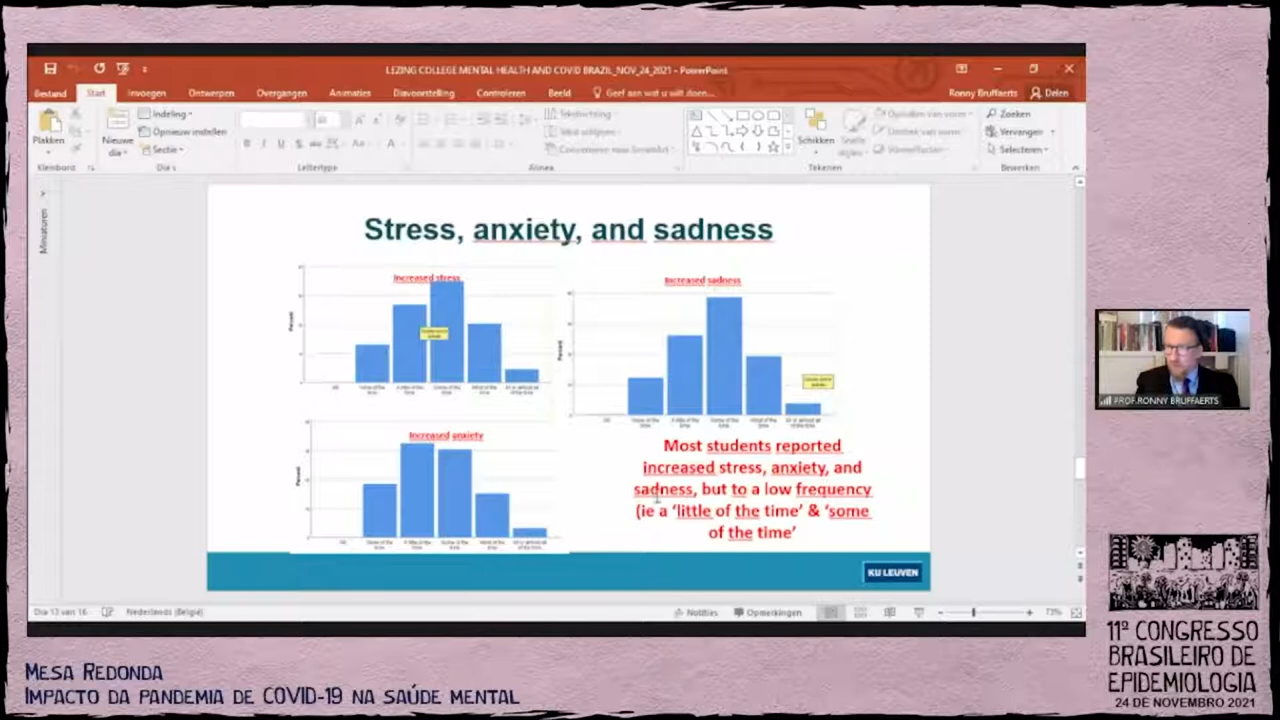 LEZING COLLEGE MENTAL HEALTH AND COVID BRAZIL_NOV_24_2021 - PowerPoint
Ronny Bruffaerts
Delen
Bestand Start Invoegen Ontwerpen Overgangen Animaties Diavoorstelling Controleren Beeld Geef aan wat u wilt doen...
Plakken
Klembord
Nieuwe
dia
Indeling
Opnieuw instellen
Sectie
Dia's
Lettertype
Alinea
Schikken
Tekenen
Zoeken
Vervangen
Selecteren
Bewerken
Miniaturen
Stress, anxiety, and sadness
Increased stress
Percent
Increased sadness
Percent
Increased anxiety
Percent
Most students reported
increased stress, anxiety, and
sadness, but to a low frequency
(ie a ‘little of the time’ & ‘some
of the time’
KU LEUVEN
Dia 13 van 16
Nederlands (België)
Notities
Opmerkingen
73%
PROF.RONNY BRUFFAERTS
11º CONGRESSO
BRASILEIRO DE
EPIDEMIOLOGIA
24 DE NOVEMBRO 2021
MESA REDONDA
IMPACTO DA PANDEMIA DE COVID-19 NA SAÚDE MENTAL